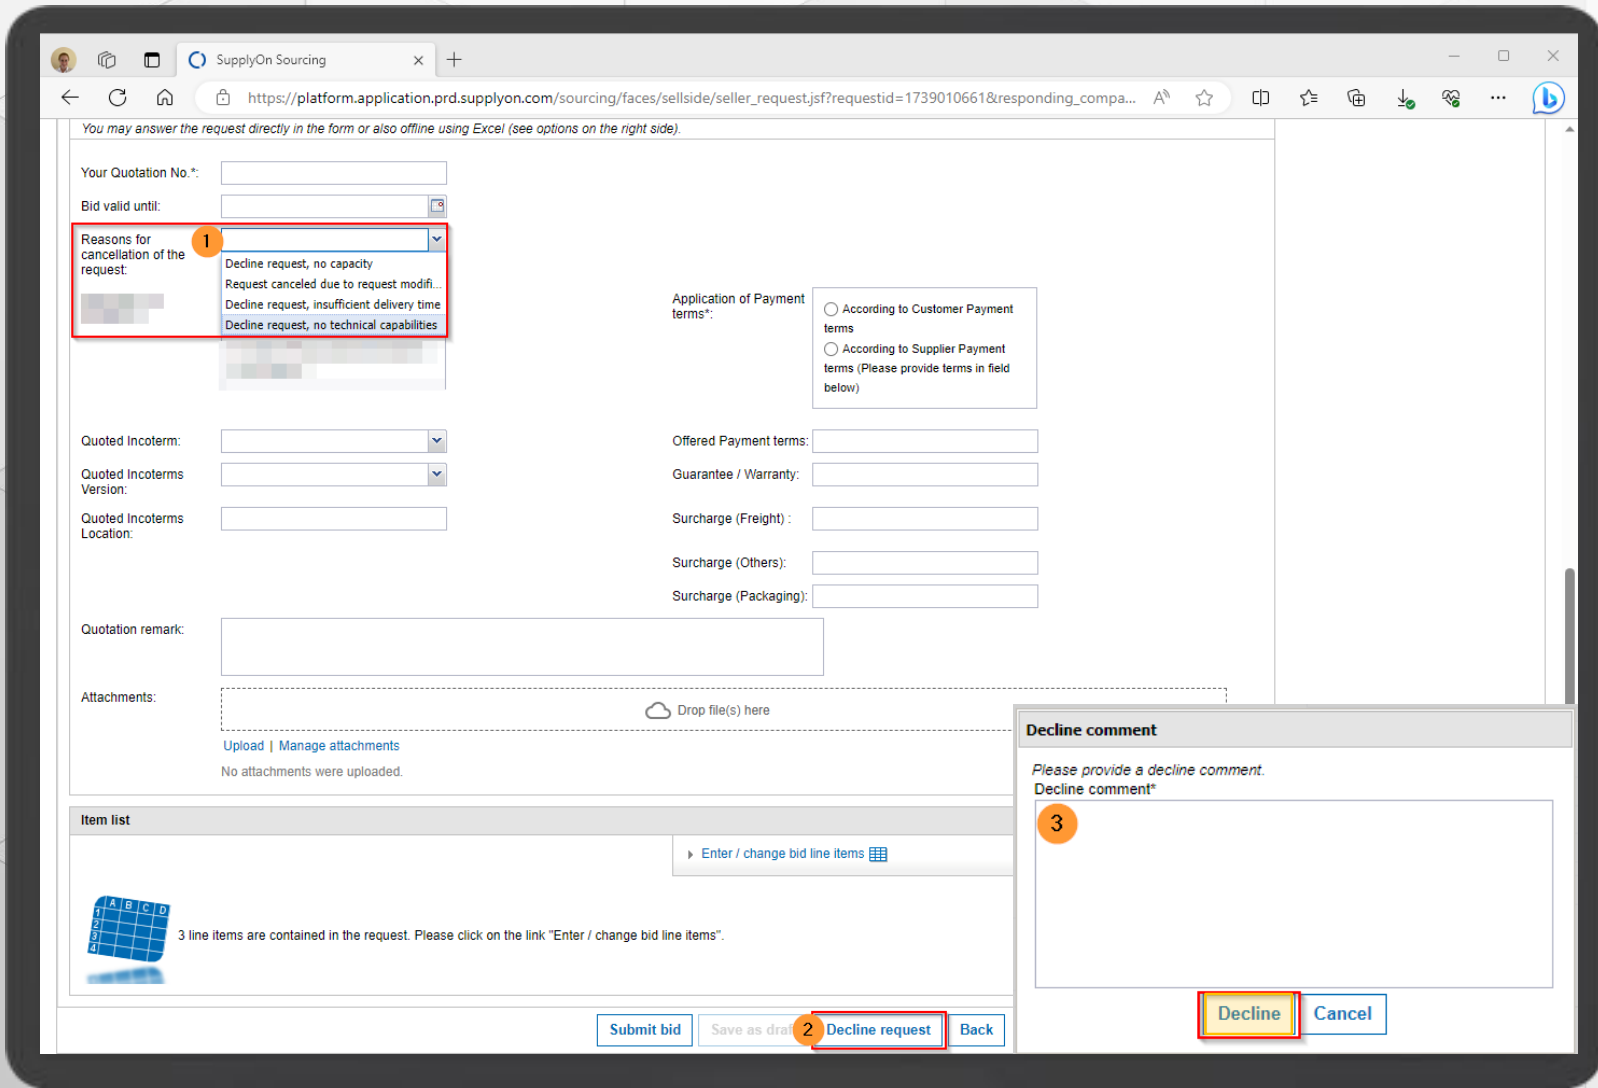 SupplyOn Sourcing
https://platform.application.prd.supplyon.com/sourcing/faces/sellside/seller_request.jsf?requestid=1739010661&responding_compa...
You may answer the request directly in the form or also offline using Excel (see options on the right side).
Your Quotation No.*:
Bid valid until:
Reasons for
cancellation of the
request:
1
Decline request, no capacity
Request canceled due to request modifi...
Decline request, insufficient delivery time
Decline request, no technical capabilities
Application of Payment
terms*:
According to Customer Payment
terms
According to Supplier Payment
terms (Please provide terms in field
below)
Quoted Incoterm:
Offered Payment terms:
Quoted Incoterms
Version:
Guarantee / Warranty:
Quoted Incoterms
Location:
Surcharge (Freight) :
Surcharge (Others):
Surcharge (Packaging):
Quotation remark:
Attachments:
Drop file(s) here
Upload | Manage attachments
No attachments were uploaded.
Item list
Enter / change bid line items
A B C D
1
2
3
4
3 line items are contained in the request. Please click on the link "Enter / change bid line items".
Submit bid
Save as
2
Decline request
Back
Decline comment
Please provide a decline comment.
Decline comment*
3
Decline
Cancel